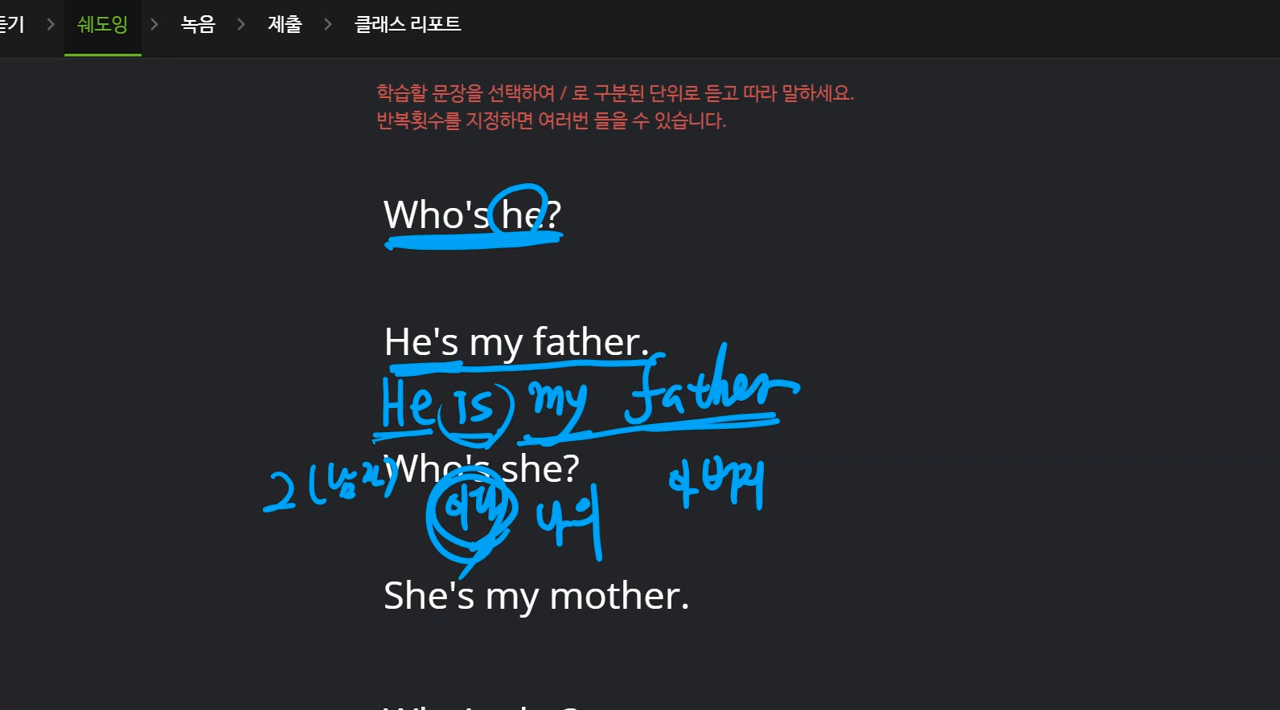 쉐도잉 > 녹음 > 제출 > 클래스 리포트
학습할 문장을 선택하여 / 로 구분된 단위로 듣고 따라 말하세요.
반복횟수를 지정하면 여러번 들을 수 있습니다.
Who's he?
He's my father.
He (is) my father
Who's she?
그 (남자) 이다 나의 아버지
She's my mother.